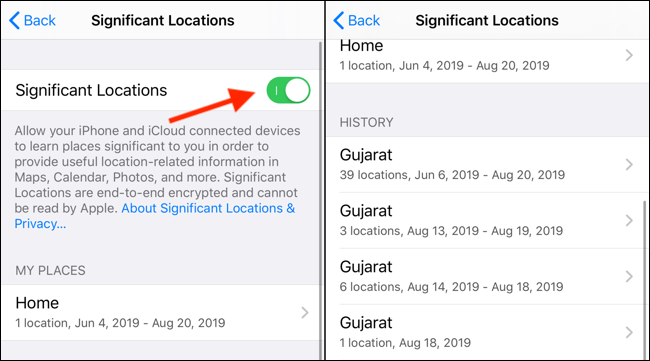 Back
Significant Locations
Significant Locations
Allow your iPhone and iCloud connected devices
to learn places significant to you in order to
provide useful location-related information in
Maps, Calendar, Photos, and more. Significant
Locations are end-to-end encrypted and cannot
be read by Apple. About Significant Locations &
Privacy...
MY PLACES
Home
1 location, Jun 4, 2019 - Aug 20, 2019
Back
Significant Locations
Home
1 location, Jun 4, 2019 - Aug 20, 2019
HISTORY
Gujarat
39 locations, Jun 6, 2019 - Aug 20, 2019
Gujarat
3 locations, Aug 13, 2019 - Aug 19, 2019
Gujarat
6 locations, Aug 14, 2019 - Aug 18, 2019
Gujarat
1 location, Aug 18, 2019